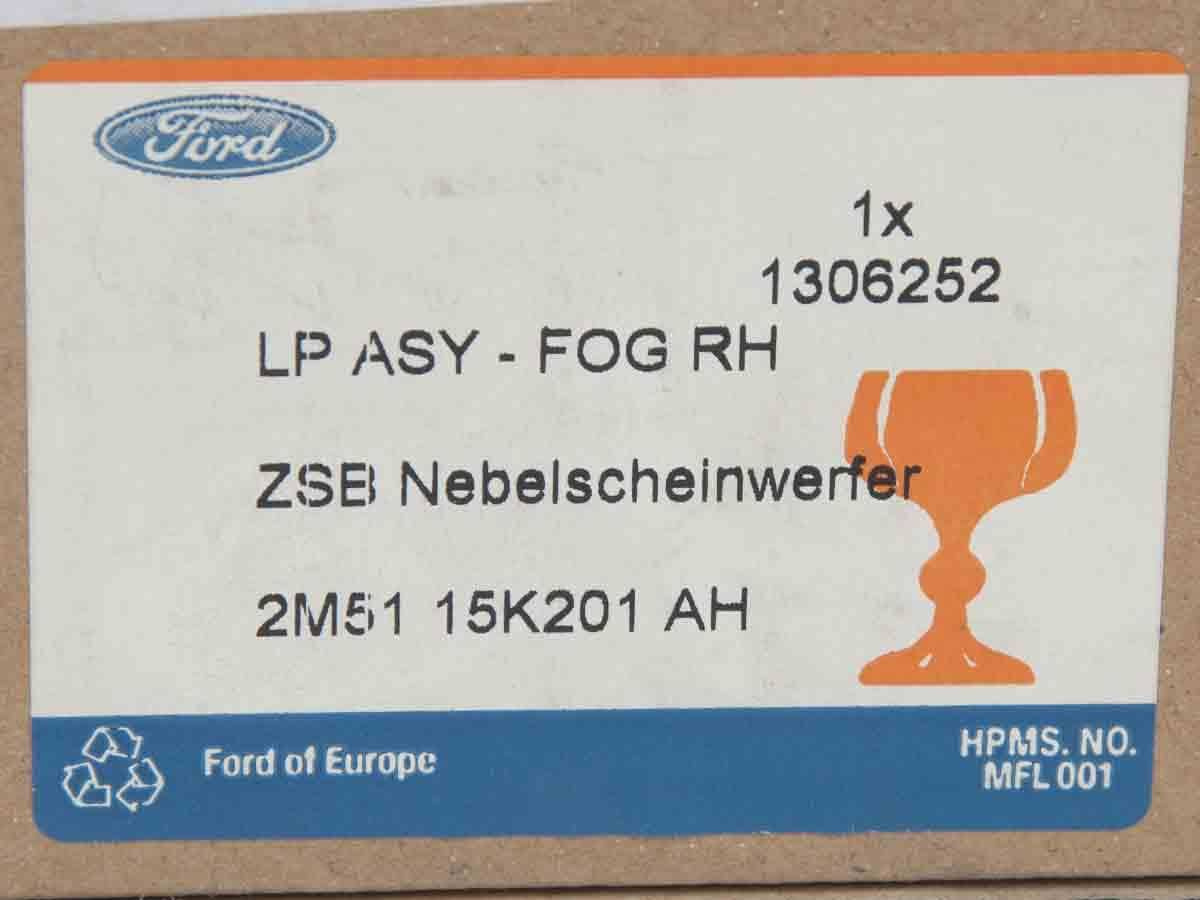 Ford
1x
1306252
LP ASY - FOG RH
ZSB Nebelscheinwerfer
2M51 15K201 AH
Ford of Europe
HPMS. NO.
MFL 001